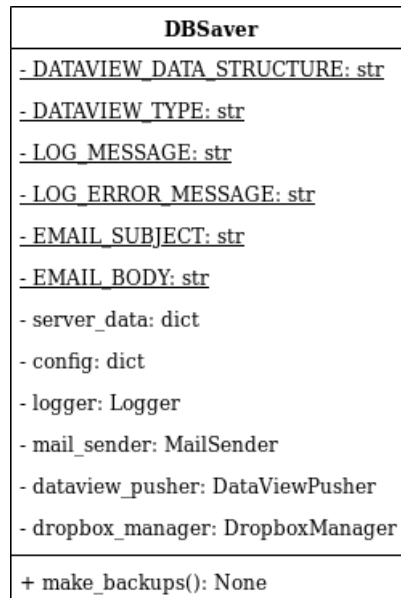 DBSaver
- DATAVIEW_DATA_STRUCTURE: str
- DATAVIEW_TYPE: str
- LOG_MESSAGE: str
- LOG_ERROR_MESSAGE: str
- EMAIL_SUBJECT: str
- EMAIL_BODY: str
- server_data: dict
- config: dict
- logger: Logger
- mail_sender: MailSender
- dataview_pusher: DataViewPusher
- dropbox_manager: DropboxManager
+ make_backups(): None